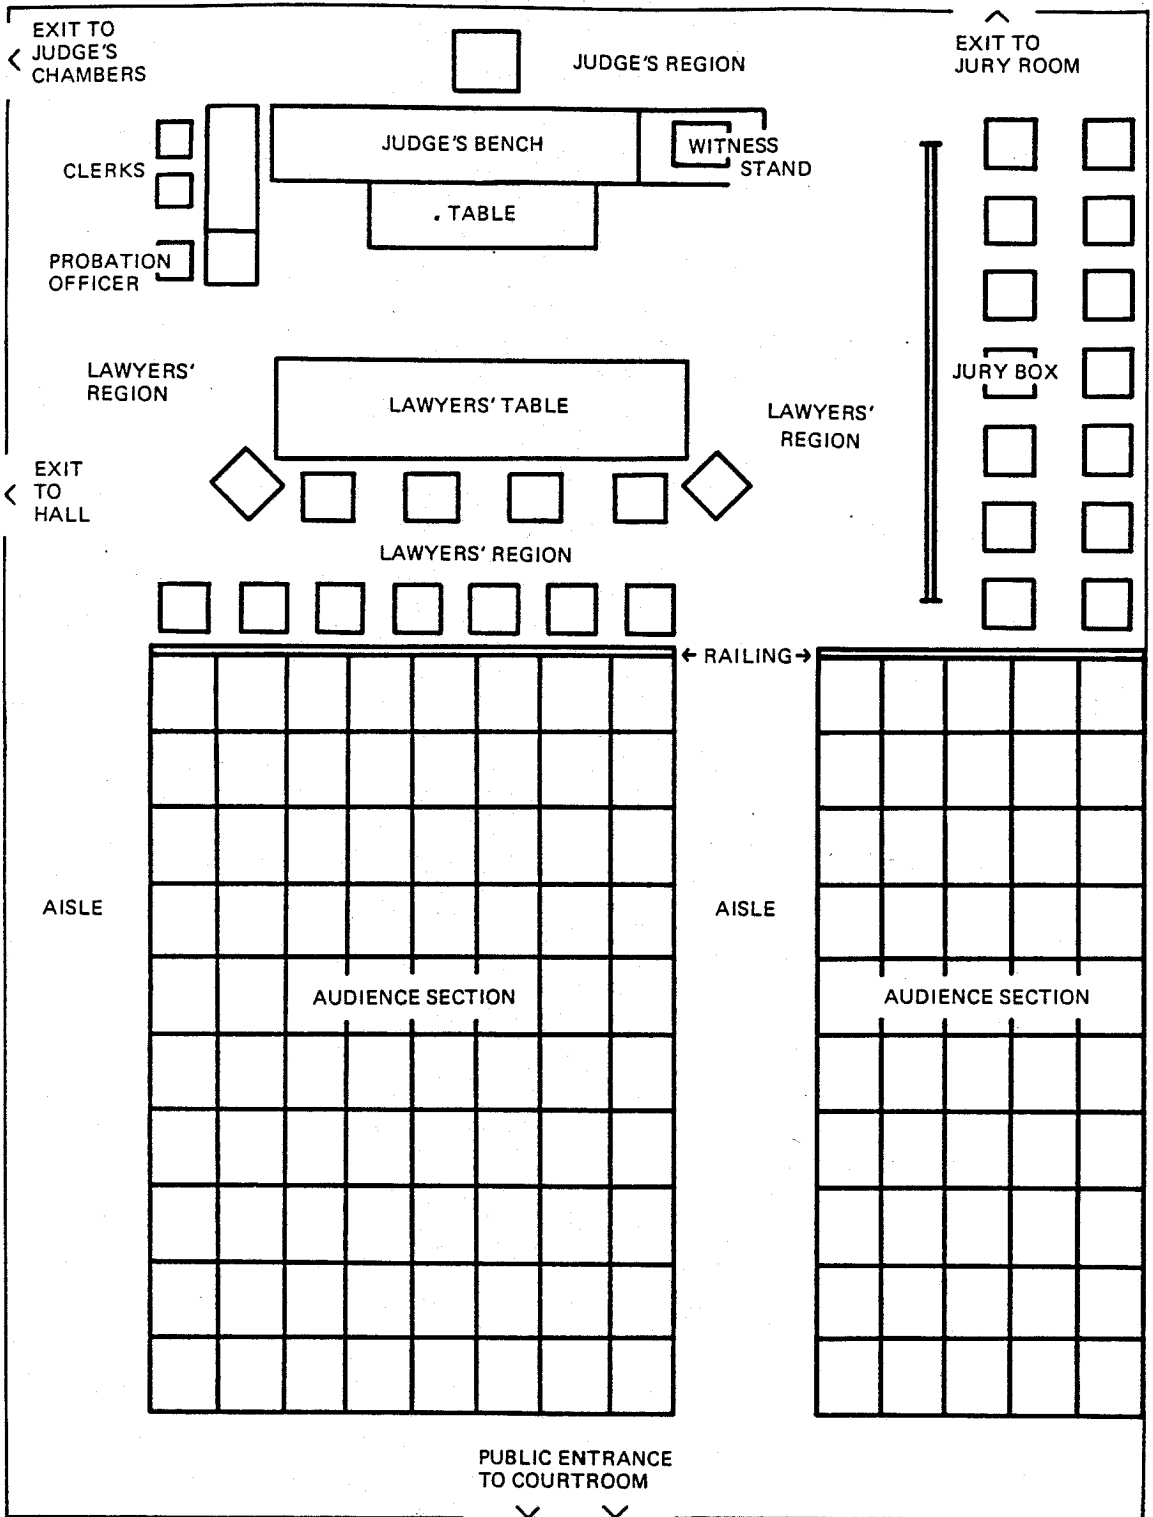 EXIT TO
JUDGE'S
CHAMBERS
JUDGE'S REGION
EXIT TO
JURY ROOM
CLERKS
JUDGE'S BENCH
WITNESS
STAND
. TABLE
PROBATION
OFFICER
LAWYERS'
REGION
LAWYERS' TABLE
LAWYERS'
REGION
JURY BOX
EXIT
TO
HALL
LAWYERS' REGION
← RAILING →
AISLE
AISLE
AUDIENCE SECTION
AUDIENCE SECTION
PUBLIC ENTRANCE
TO COURTROOM